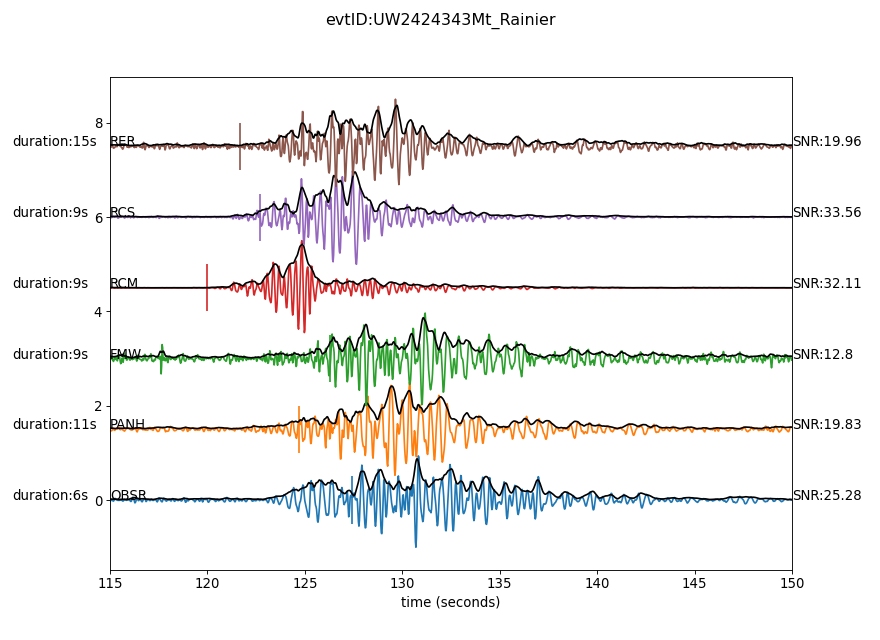 evtID:UW2424343Mt_Rainier
8
duration:15s RER SNR:19.96
duration:9s RCS SNR:33.56
6
duration:9s RCM SNR:32.11
4
duration:9s FMW SNR:12.8
2
duration:11s PANH SNR:19.83
duration:6s OBSR SNR:25.28
0
115 120 125 130 135 140 145 150
time (seconds)